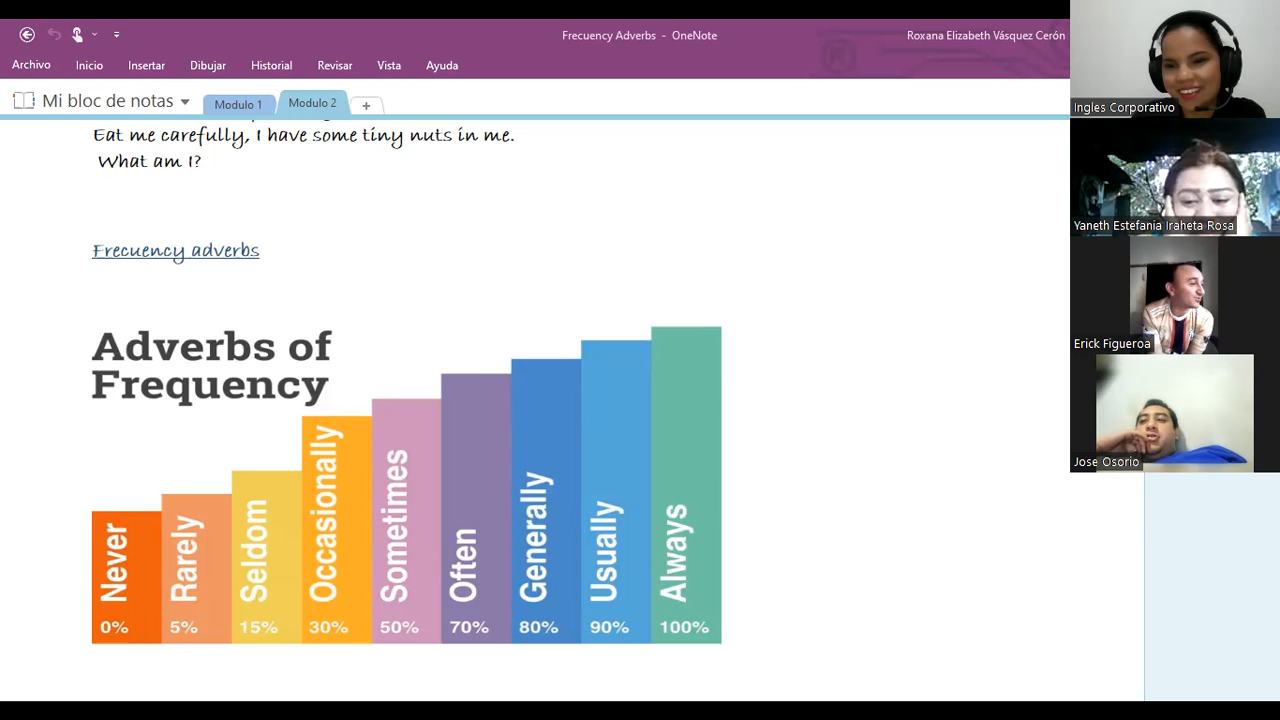 Frecuency Adverbs - OneNote
Roxana Elizabeth Vásquez Cerón
Archivo Inicio Insertar Dibujar Historial Revisar Vista Ayuda
Mi bloc de notas Modulo 1 Modulo 2 +
Eat me carefully, I have some tiny nuts in me.
What am I?
Frecuency adverbs
Adverbs of
Frequency
Never
Rarely
Seldom
Occasionally
Sometimes
Often
Generally
Usually
Always
0% 5% 15% 30% 50% 70% 80% 90% 100%
Ingles Corporativo
Yaneth Estefania Iraheta Rosa
Erick Figueroa
Jose Osorio